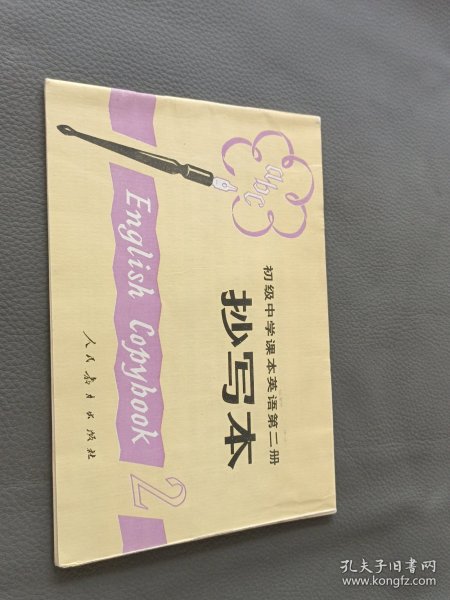 abc
初级中学课本英语第二册
抄写本
English Copybook 2
人民教育出版社
孔夫子旧书网
www.kongfz.com